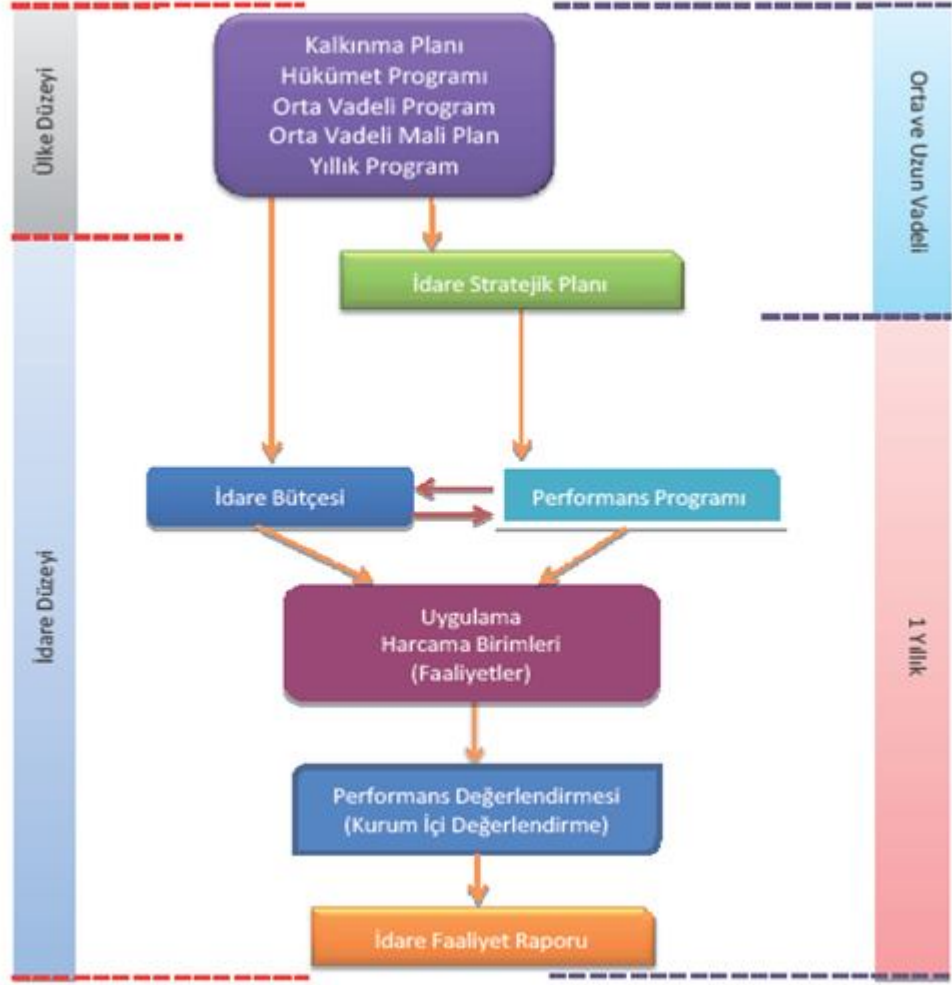 Ülke Düzeyi
Kalkınma Planı
Hükümet Programı
Orta Vadeli Program
Orta Vadeli Mali Plan
Yıllık Program
Orta ve Uzun Vadeli
İdare Stratejik Planı
İdare Düzeyi
İdare Bütçesi
Performans Programı
1 Yıllık
Uygulama
Harcama Birimleri
(Faaliyetler)
Performans Değerlendirmesi
(Kurum İçi Değerlendirme)
İdare Faaliyet Raporu